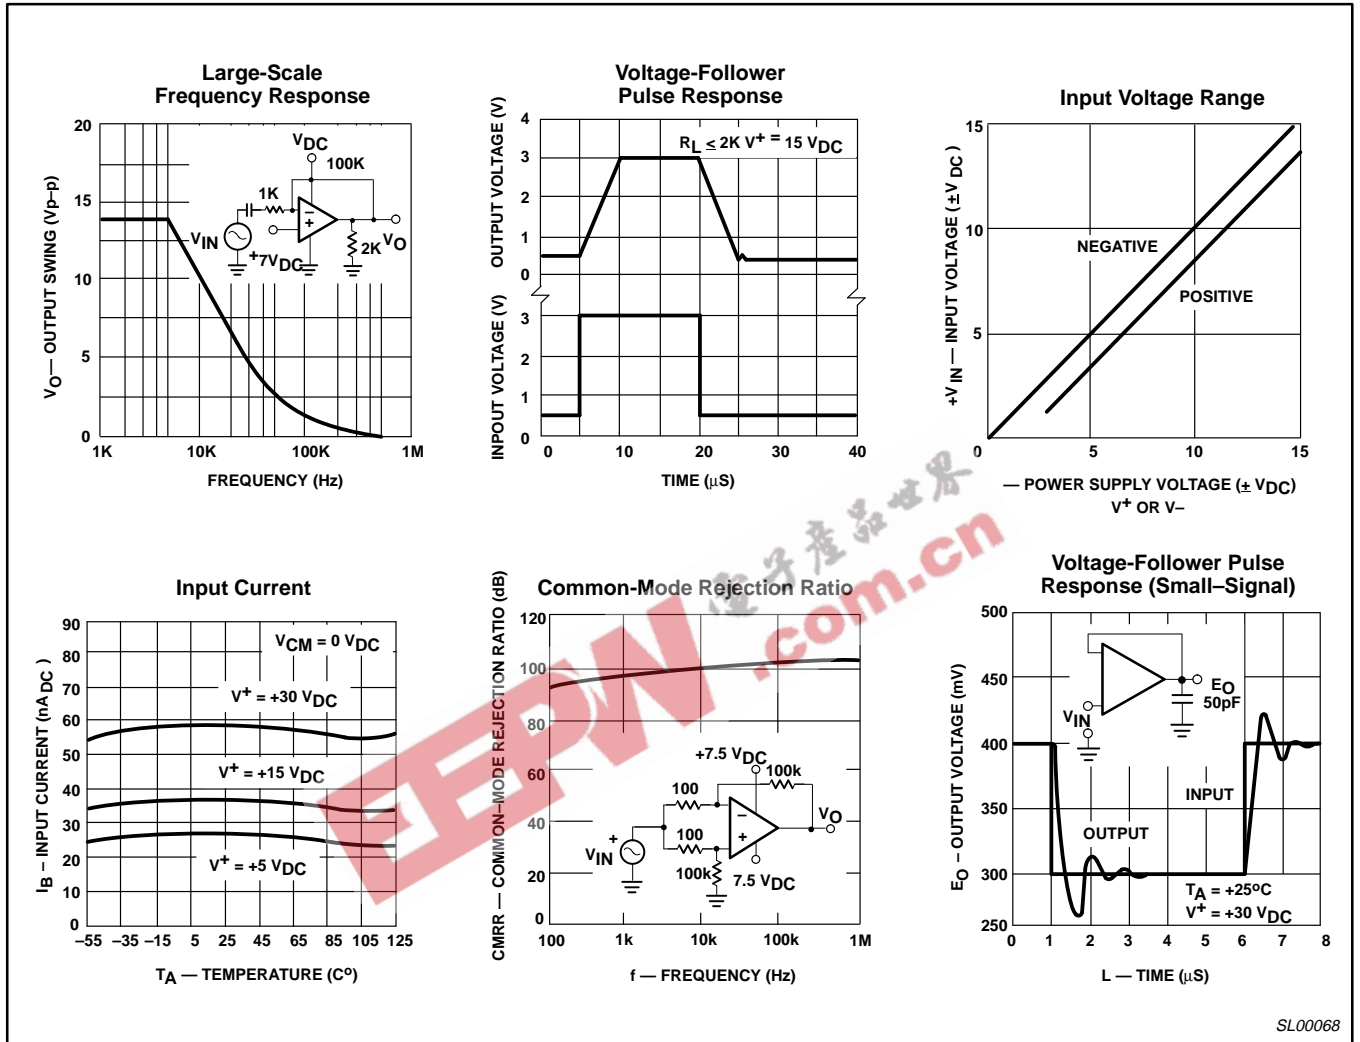 Large-Scale
Frequency Response
VO — OUTPUT SWING (Vp–p)
20
15
10
5
0
1K 10K 100K 1M
FREQUENCY (Hz)
VDC
100K
1K
VIN
+7VDC
2K
VO
–
+
Voltage-Follower
Pulse Response
OUTPUT VOLTAGE (V)
4
3
2
1
0
RL ≤ 2K V+ = 15 VDC
INPOUT VOLTAGE (V)
3
2
1
0
0 10 20 30 40
TIME (μS)
Input Voltage Range
+VIN — INPUT VOLTAGE (±V DC)
15
10
5
0
NEGATIVE
POSITIVE
5 10 15
— POWER SUPPLY VOLTAGE (± VDC)
V+ OR V–
Input Current
IB – INPUT CURRENT (nA DC)
90
80
70
60
50
40
30
20
10
0
VCM = 0 VDC
V+ = +30 VDC
V+ = +15 VDC
V+ = +5 VDC
–55 –35 –15 5 25 45 65 85 105 125
TA — TEMPERATURE (C°)
Common-Mode Rejection Ratio
CMRR — COMMON–MODE REJECTION RATIO (dB)
120
100
80
60
40
20
0
+7.5 VDC
100k
100
100
VO
–
+
+
VIN
100k
7.5 VDC
100 1k 10k 100k 1M
f — FREQUENCY (Hz)
Voltage-Follower Pulse
Response (Small–Signal)
EO – OUTPUT VOLTAGE (mV)
500
450
400
350
300
250
EO
50pF
VIN
INPUT
OUTPUT
TA = +25°C
V+ = +30 VDC
0 1 2 3 4 5 6 7 8
L — TIME (μS)
SL00068
EEPW.com.cn
電子產品世界